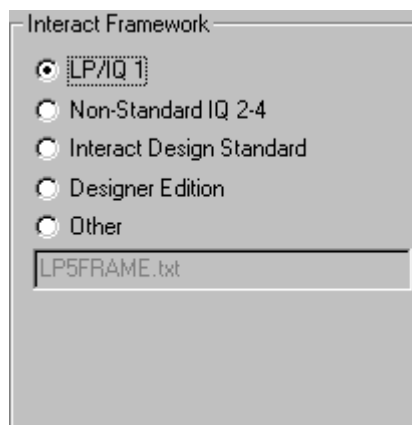 Interact Framework
LP/IQ 1
Non-Standard IQ 2-4
Interact Design Standard
Designer Edition
Other
LP5FRAME.txt